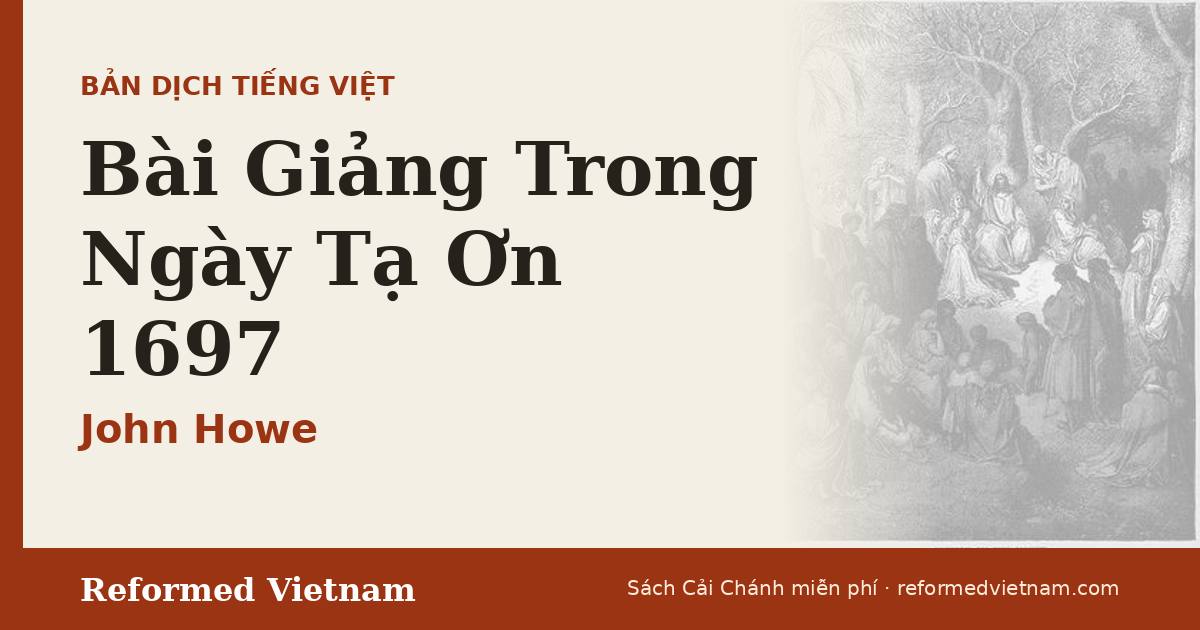 BẢN DỊCH TIẾNG VIỆT
Bài Giảng Trong
Ngày Tạ Ơn
1697
John Howe
Reformed Vietnam
Sách Cải Chánh miễn phí · reformedvietnam.com